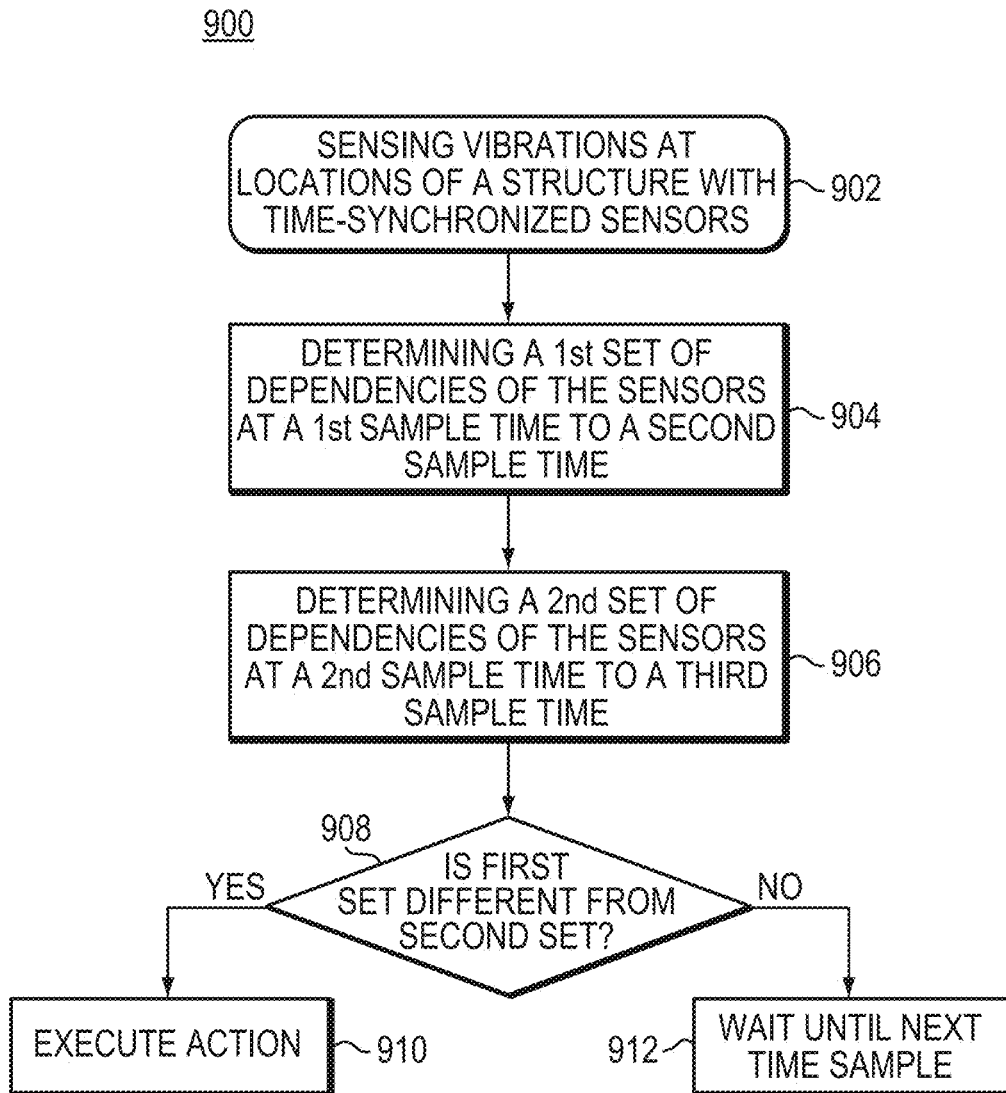 900
SENSING VIBRATIONS AT
LOCATIONS OF A STRUCTURE WITH
TIME-SYNCHRONIZED SENSORS
902
DETERMINING A 1st SET OF
DEPENDENCIES OF THE SENSORS
AT A 1st SAMPLE TIME TO A SECOND
SAMPLE TIME
904
DETERMINING A 2nd SET OF
DEPENDENCIES OF THE SENSORS
AT A 2nd SAMPLE TIME TO A THIRD
SAMPLE TIME
906
908
IS FIRST
SET DIFFERENT FROM
SECOND SET?
YES
NO
EXECUTE ACTION
910
912
WAIT UNTIL NEXT
TIME SAMPLE